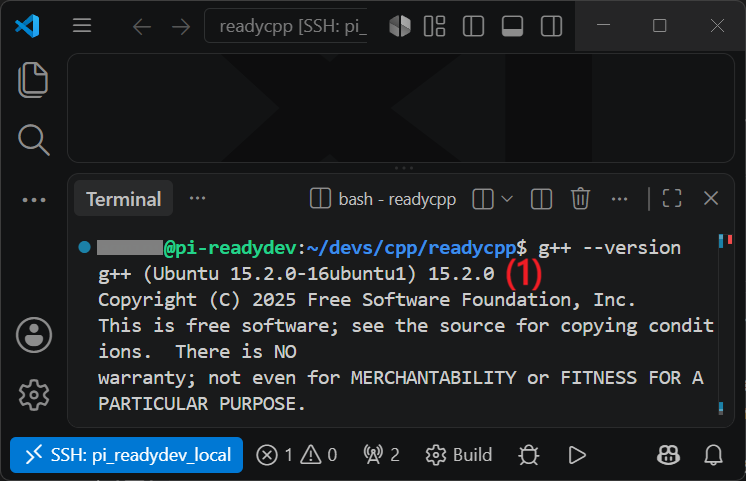 readycpp [SSH: pi_
Terminal
bash - readycpp
@pi-readydev:~/devs/cpp/readycpp$ g++ --version
g++ (Ubuntu 15.2.0-16ubuntu1) 15.2.0 (1)
Copyright (C) 2025 Free Software Foundation, Inc.
This is free software; see the source for copying condit
ions.  There is NO
warranty; not even for MERCHANTABILITY or FITNESS FOR A
PARTICULAR PURPOSE.
SSH: pi_readydev_local 1 0 2 Build